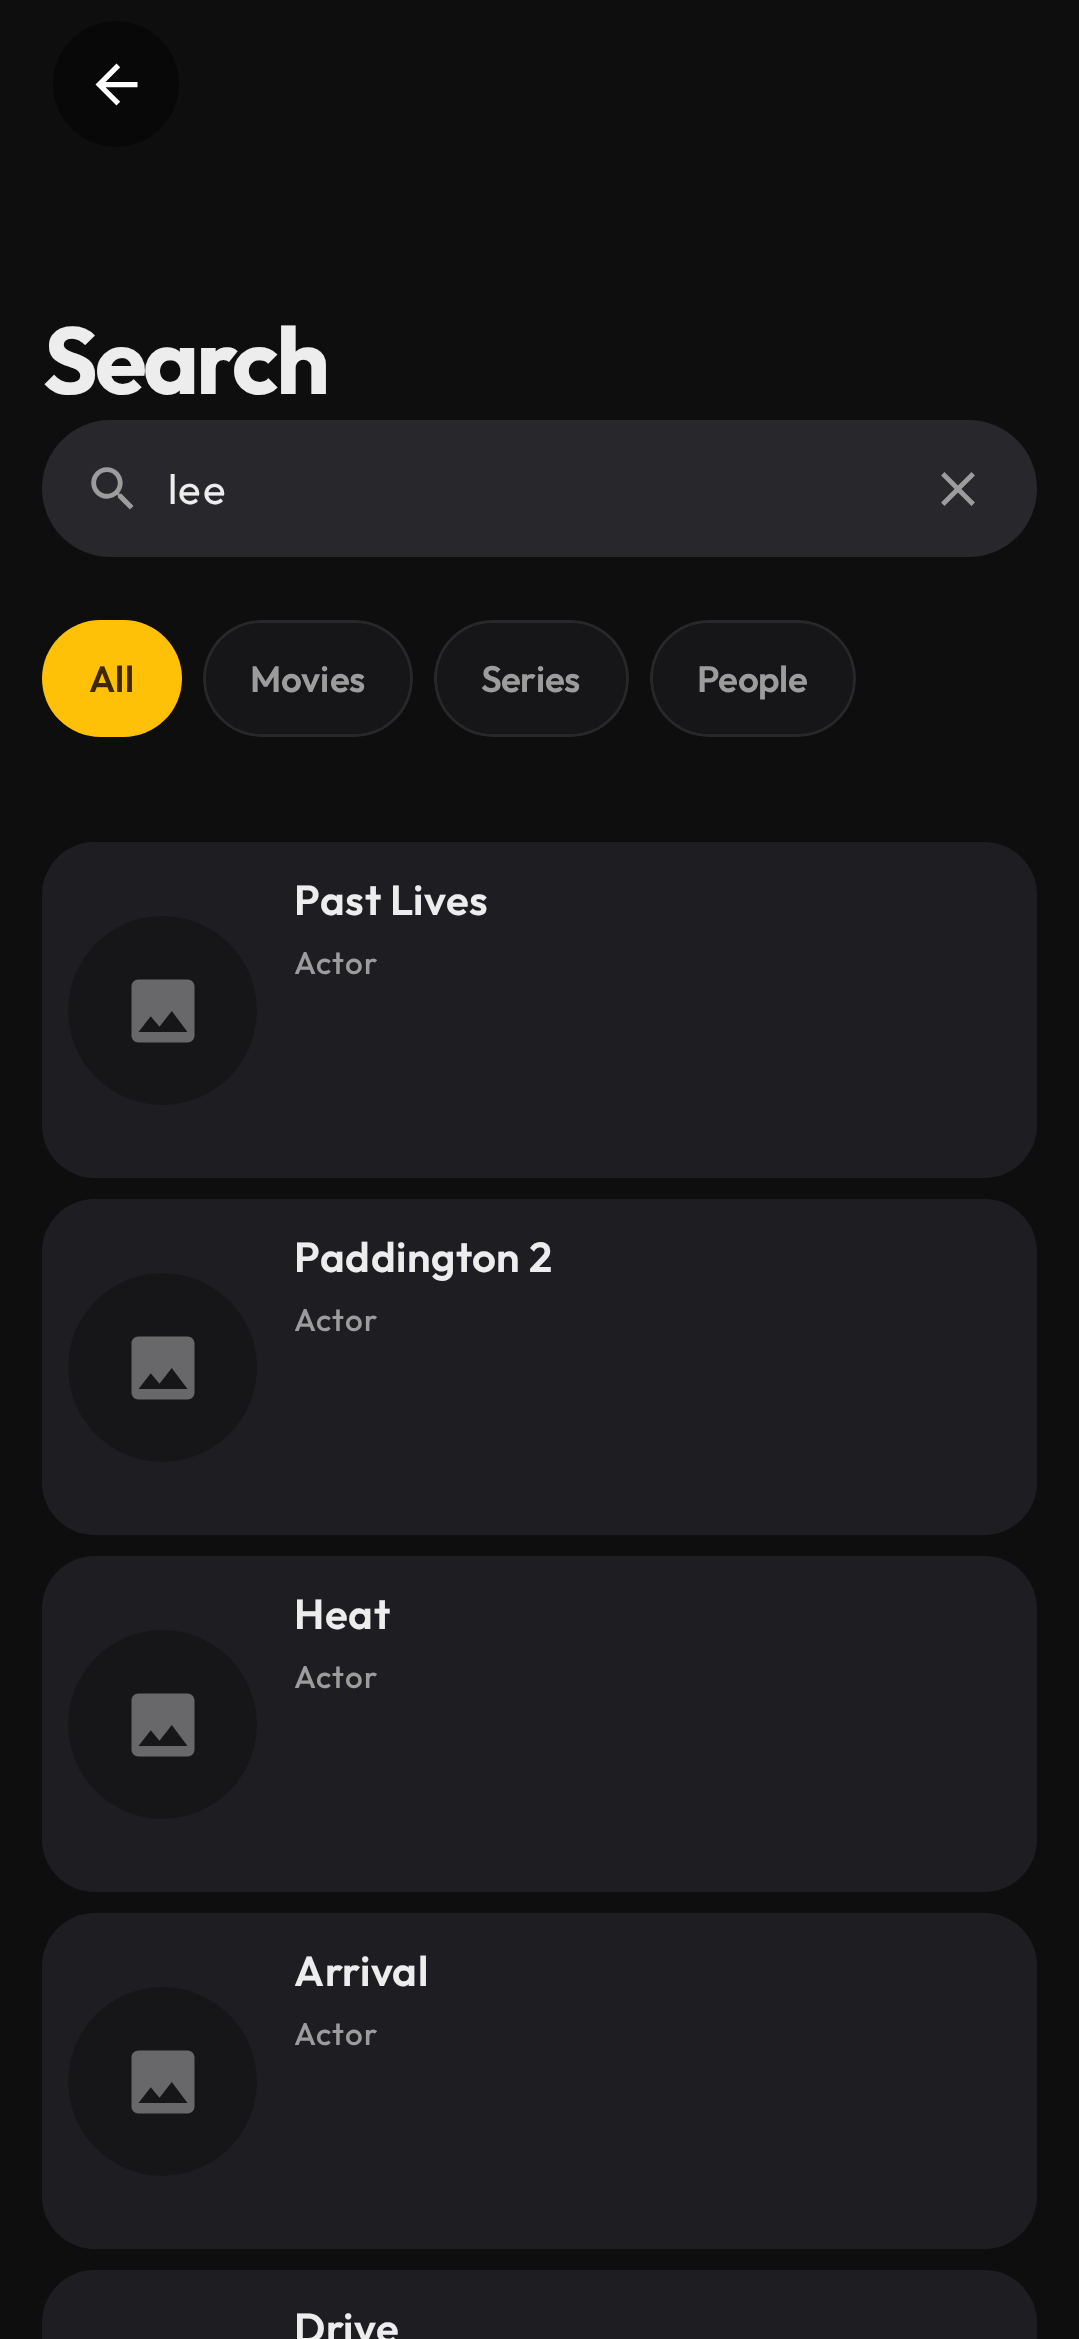 Search
lee
All Movies Series People
Past Lives
Actor
Paddington 2
Actor
Heat
Actor
Arrival
Actor
Drive